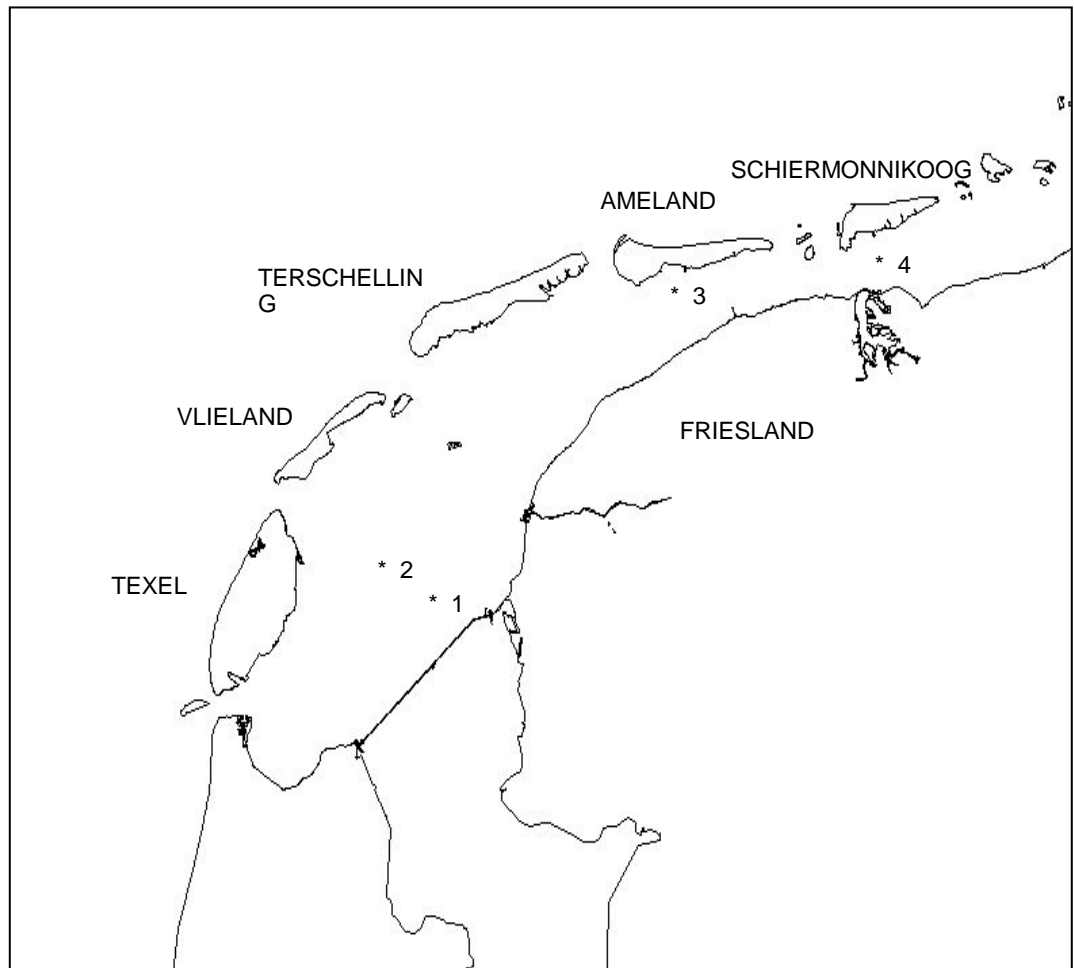 SCHIERMONNIKOOG
AMELAND
* 4
TERSCHELLIN
G
* 3
VLIELAND
FRIESLAND
* 2
TEXEL
* 1